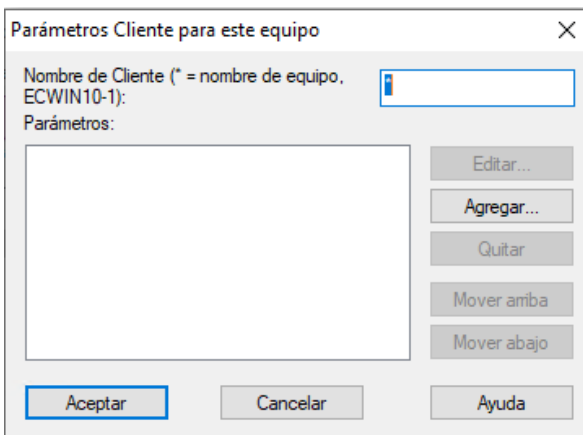 Parámetros Cliente para este equipo
Nombre de Cliente (* = nombre de equipo,
ECWIN10-1):
*
Parámetros:
Editar...
Agregar...
Quitar
Mover arriba
Mover abajo
Aceptar
Cancelar
Ayuda